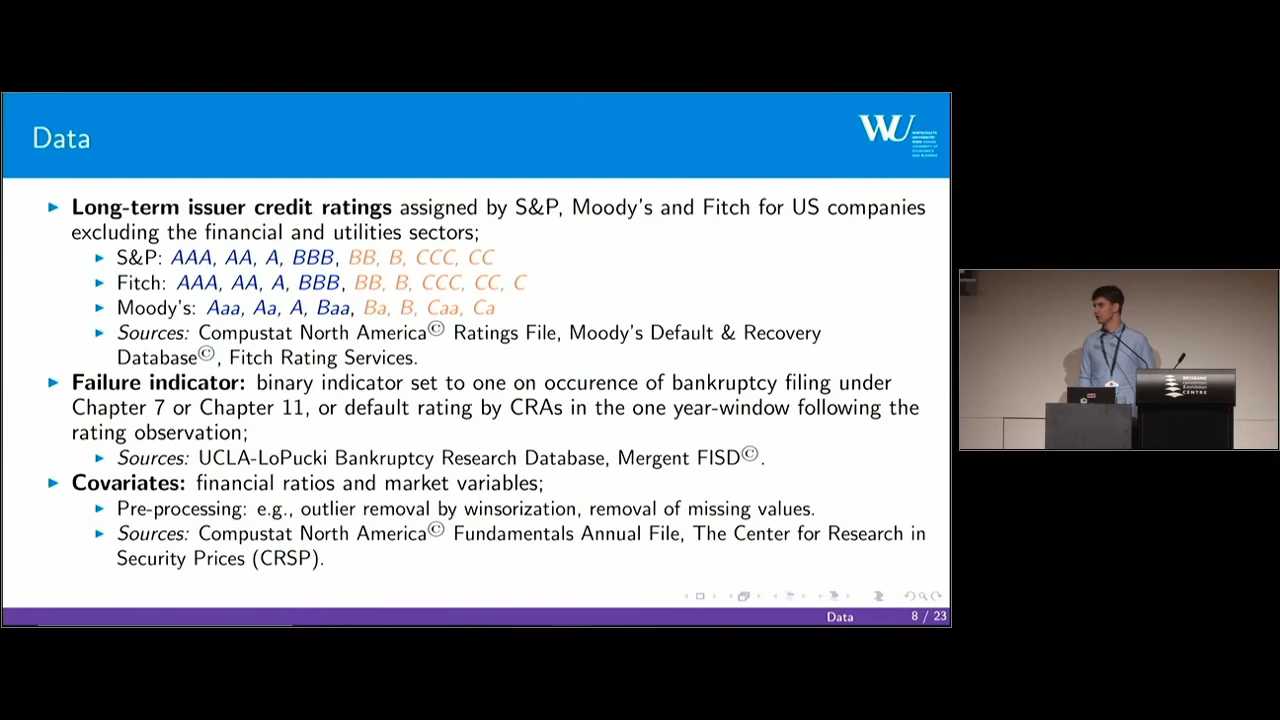 Data
WU
▶ Long-term issuer credit ratings assigned by S&P, Moody's and Fitch for US companies
excluding the financial and utilities sectors;
▶ S&P: AAA, AA, A, BBB, BB, B, CCC, CC
▶ Fitch: AAA, AA, A, BBB, BB, B, CCC, CC, C
▶ Moody's: Aaa, Aa, A, Baa, Ba, B, Caa, Ca
▶ Sources: Compustat North America© Ratings File, Moody's Default & Recovery
Database©, Fitch Rating Services.
▶ Failure indicator: binary indicator set to one on occurence of bankruptcy filing under
Chapter 7 or Chapter 11, or default rating by CRAs in the one year-window following the
rating observation;
▶ Sources: UCLA-LoPucki Bankruptcy Research Database, Mergent FISD©.
▶ Covariates: financial ratios and market variables;
▶ Pre-processing: e.g., outlier removal by winsorization, removal of missing values.
▶ Sources: Compustat North America© Fundamentals Annual File, The Center for Research in
Security Prices (CRSP).
Data 8 / 23
BRISBANE
CENTRE